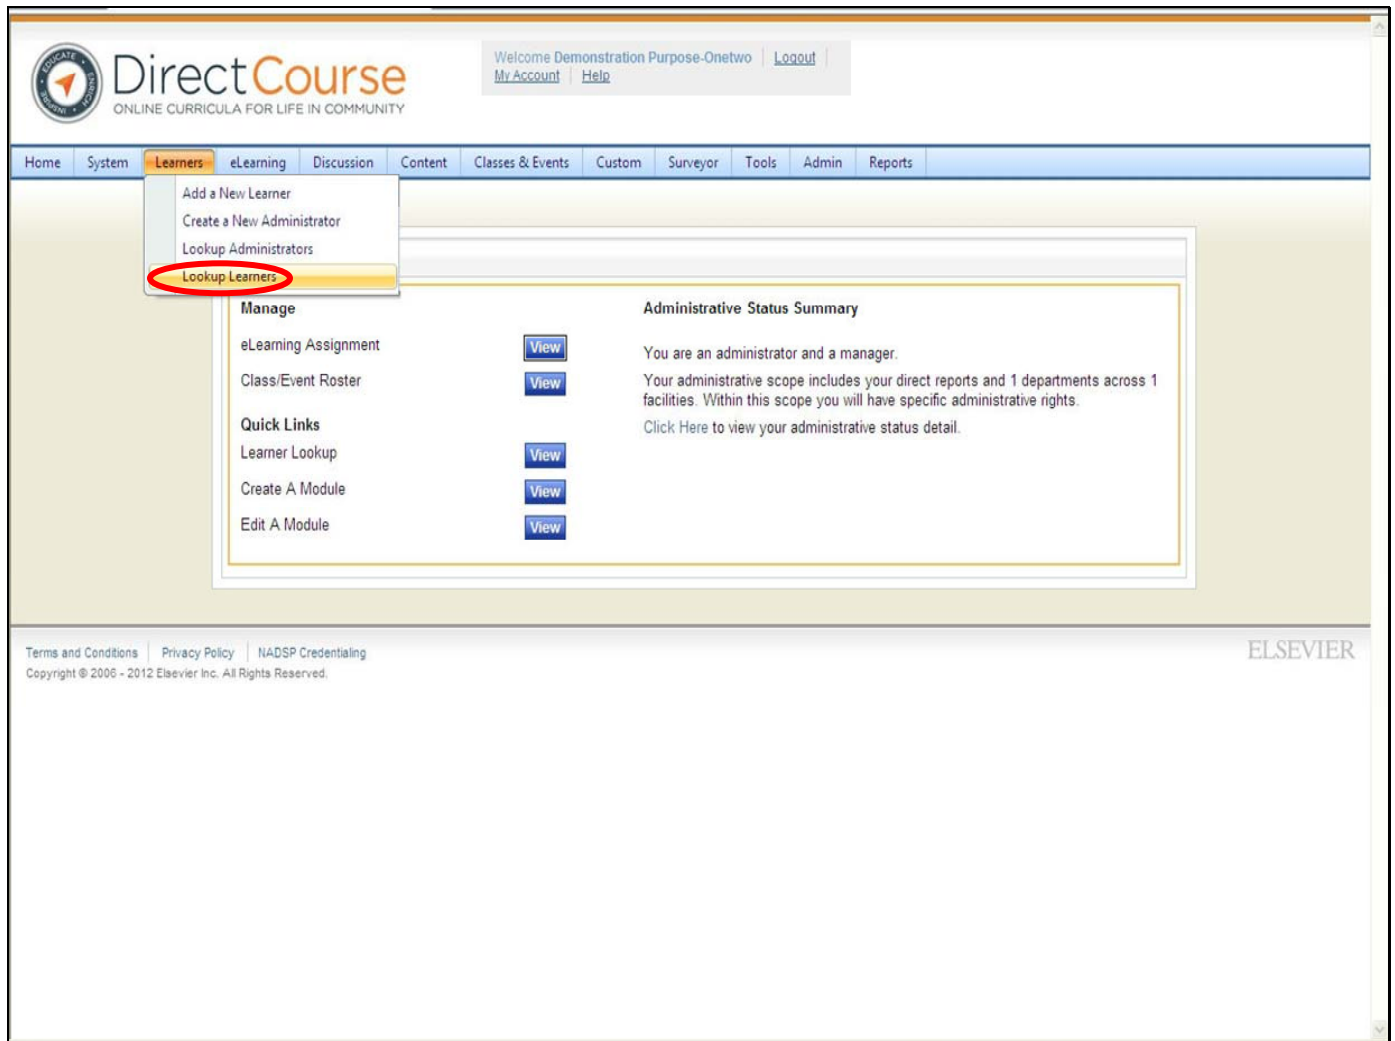 EDUCATE ENRICH INSPIRE
DirectCourse
ONLINE CURRICULA FOR LIFE IN COMMUNITY
Welcome Demonstration Purpose-Onetwo Logout
My Account Help
Home System Learners eLearning Discussion Content Classes & Events Custom Surveyor Tools Admin Reports
Add a New Learner
Create a New Administrator
Lookup Administrators
Lookup Learners
Manage
eLearning Assignment View
Class/Event Roster View
Quick Links
Learner Lookup View
Create A Module View
Edit A Module View
Administrative Status Summary
You are an administrator and a manager.
Your administrative scope includes your direct reports and 1 departments across 1
facilities. Within this scope you will have specific administrative rights.
Click Here to view your administrative status detail.
Terms and Conditions Privacy Policy NADSP Credentialing
Copyright © 2006 - 2012 Elsevier Inc. All Rights Reserved.
ELSEVIER